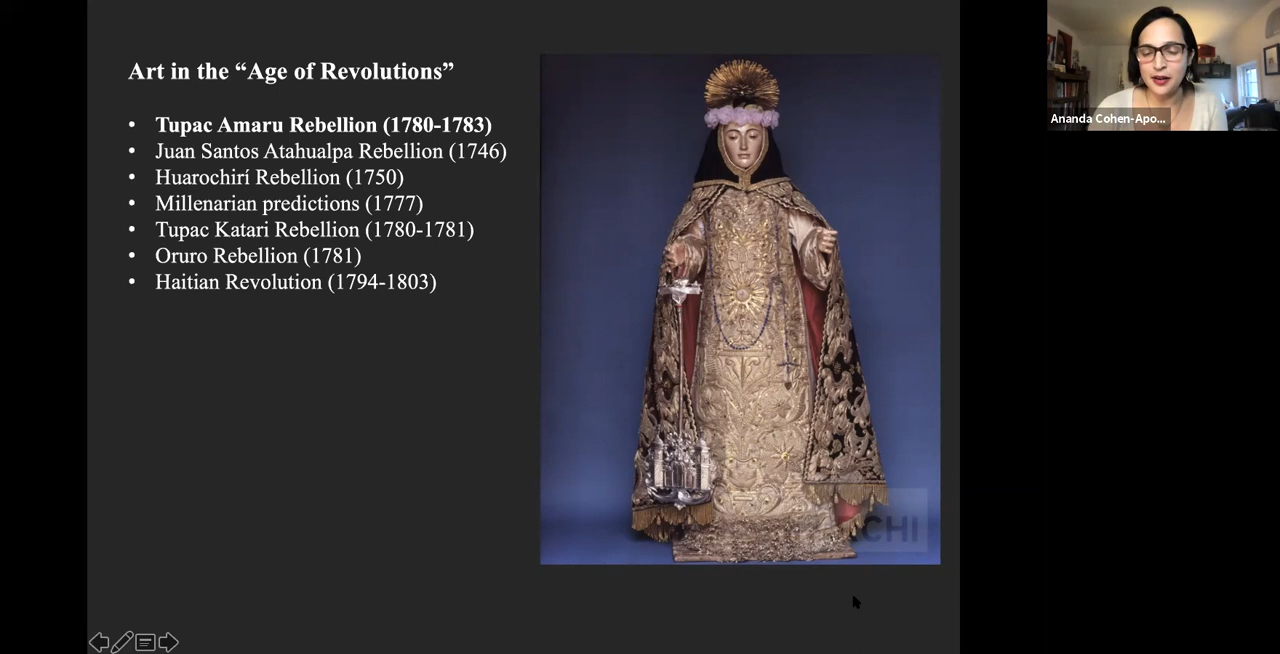 Art in the “Age of Revolutions”
• Tupac Amaru Rebellion (1780-1783)
• Juan Santos Atahualpa Rebellion (1746)
• Huarochirí Rebellion (1750)
• Millenarian predictions (1777)
• Tupac Katari Rebellion (1780-1781)
• Oruro Rebellion (1781)
• Haitian Revolution (1794-1803)
Ananda Cohen-Apo...